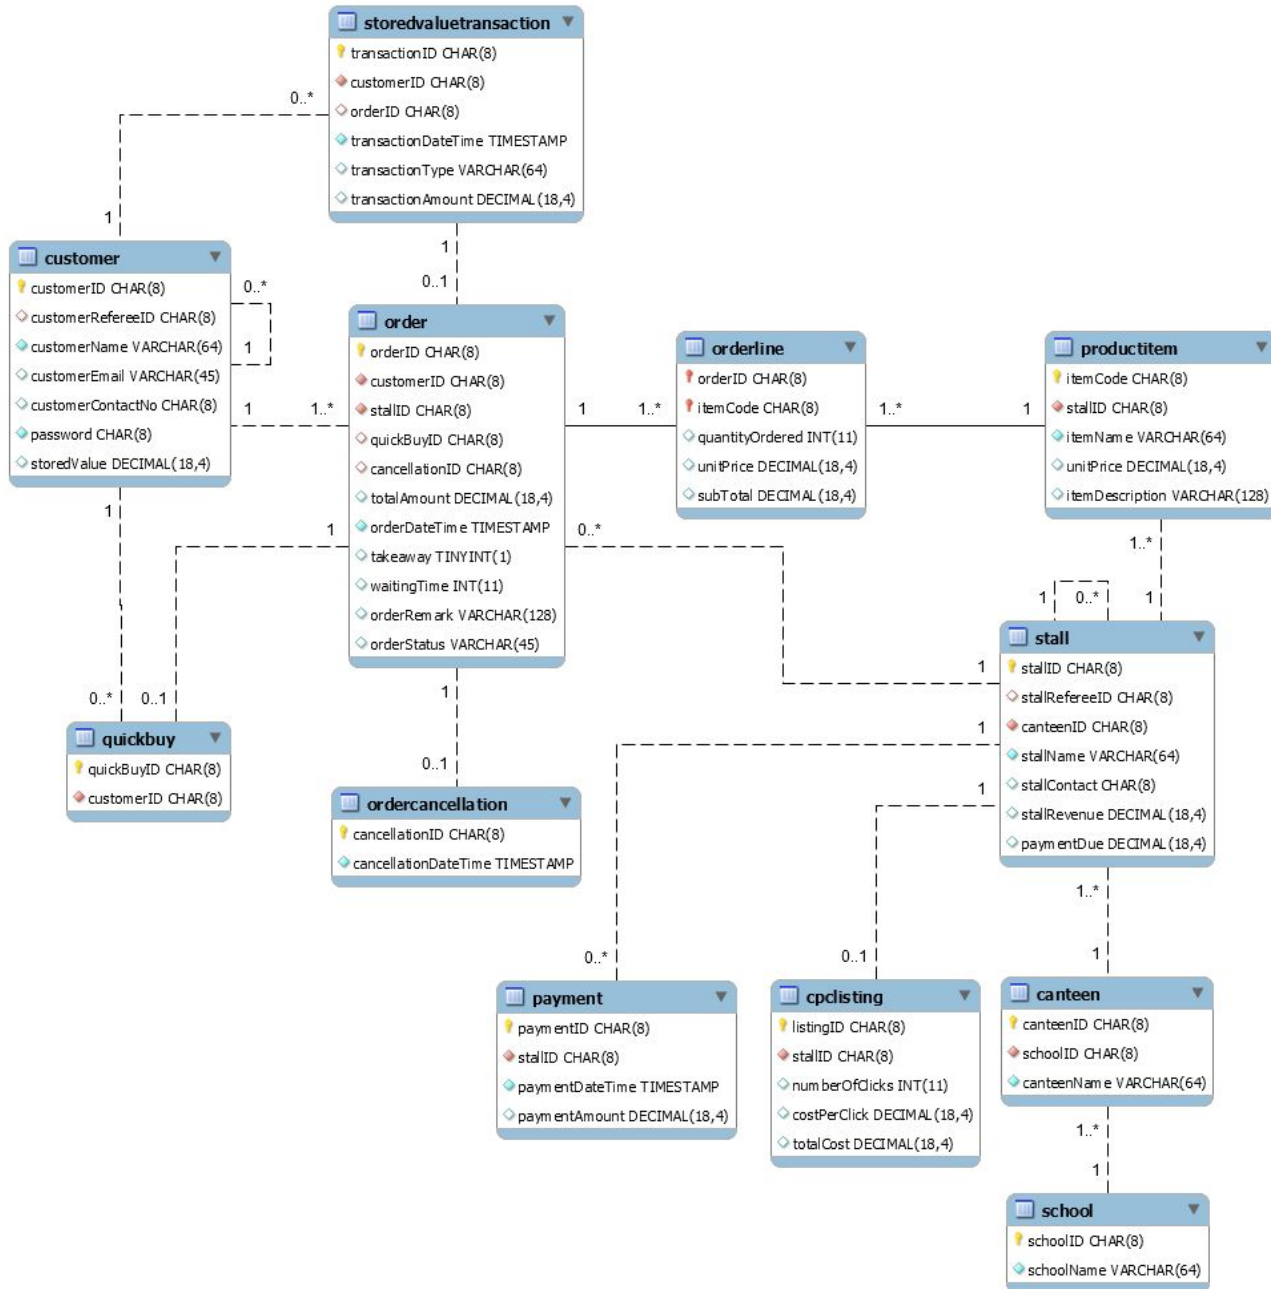 storedvaluetransaction
transactionID CHAR(8)
customerID CHAR(8)
orderID CHAR(8)
transactionDateTime TIMESTAMP
transactionType VARCHAR(64)
transactionAmount DECIMAL(18,4)
0..*
1
1
0..1
customer
customerID CHAR(8)
customerRefereeID CHAR(8)
customerName VARCHAR(64)
customerEmail VARCHAR(45)
customerContactNo CHAR(8)
password CHAR(8)
storedValue DECIMAL(18,4)
0..*
1
1
1..*
1
0..*
order
orderID CHAR(8)
customerID CHAR(8)
stallID CHAR(8)
quickBuyID CHAR(8)
cancellationID CHAR(8)
totalAmount DECIMAL(18,4)
orderDateTime TIMESTAMP
takeaway TINYINT(1)
waitingTime INT(11)
orderRemark VARCHAR(128)
orderStatus VARCHAR(45)
1
1..*
orderline
orderID CHAR(8)
itemCode CHAR(8)
quantityOrdered INT(11)
unitPrice DECIMAL(18,4)
subTotal DECIMAL(18,4)
1..*
1
productitem
itemCode CHAR(8)
stallID CHAR(8)
itemName VARCHAR(64)
unitPrice DECIMAL(18,4)
itemDescription VARCHAR(128)
1..*
1
1
0..*
0..*
1
1
0..1
quickbuy
quickBuyID CHAR(8)
customerID CHAR(8)
1
0..1
ordercancellation
cancellationID CHAR(8)
cancellationDateTime TIMESTAMP
stall
stallID CHAR(8)
stallRefereeID CHAR(8)
canteenID CHAR(8)
stallName VARCHAR(64)
stallContact CHAR(8)
stallRevenue DECIMAL(18,4)
paymentDue DECIMAL(18,4)
1
0..*
1
0..1
1..*
1
payment
paymentID CHAR(8)
stallID CHAR(8)
paymentDateTime TIMESTAMP
paymentAmount DECIMAL(18,4)
cpclisting
listingID CHAR(8)
stallID CHAR(8)
numberOfClicks INT(11)
costPerClick DECIMAL(18,4)
totalCost DECIMAL(18,4)
canteen
canteenID CHAR(8)
schoolID CHAR(8)
canteenName VARCHAR(64)
1..*
1
school
schoolID CHAR(8)
schoolName VARCHAR(64)